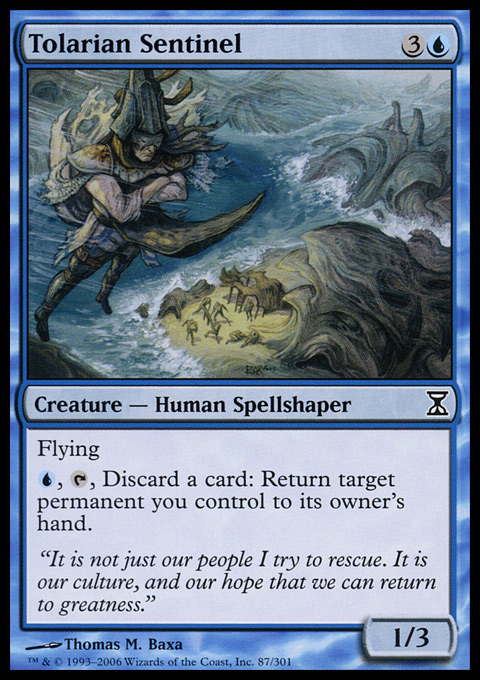 Tolarian Sentinel 3
Creature — Human Spellshaper
Flying
, , Discard a card: Return target
permanent you control to its owner's
hand.
“It is not just our people I try to rescue. It is
our culture, and our hope that we can return
to greatness.”
1/3
Thomas M. Baxa
™ & © 1993–2006 Wizards of the Coast, Inc. 87/301